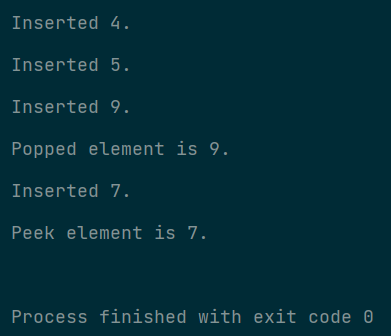 Inserted 4.
Inserted 5.
Inserted 9.
Popped element is 9.
Inserted 7.
Peek element is 7.
Process finished with exit code 0